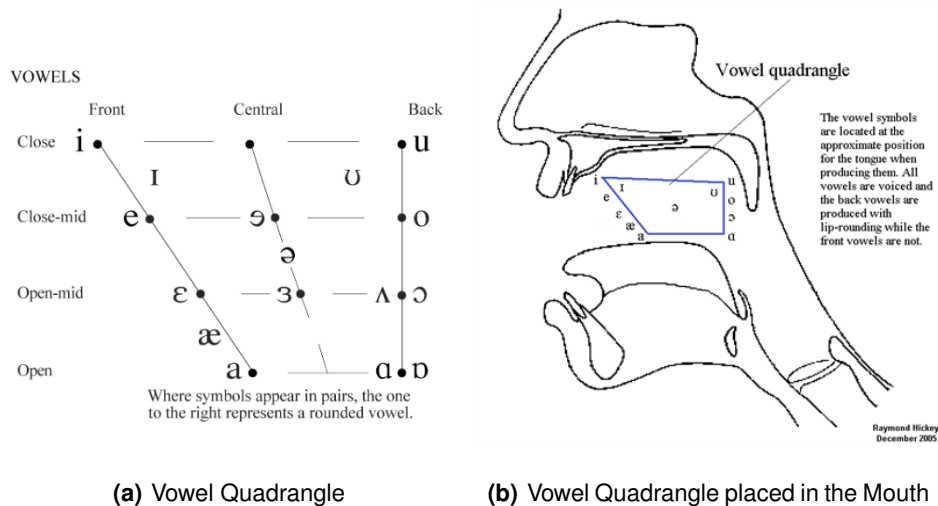 VOWELS
Front Central Back
Close i u
ɪ ʊ
Close-mid e ɘ o
ə
Open-mid ɛ ɜ ʌ ɔ
æ
Open a ɑ ɒ
Where symbols appear in pairs, the one
to the right represents a rounded vowel.
(a) Vowel Quadrangle
Vowel quadrangle
The vowel symbols
are located at the
approximate position
for the tongue when
producing them. All
vowels are voiced and
the back vowels are
produced with
lip-rounding while the
front vowels are not.
i ɪ ʊ u
e ə o
ɛ ɔ
æ
a ɑ
Raymond Hickey
December 2005
(b) Vowel Quadrangle placed in the Mouth